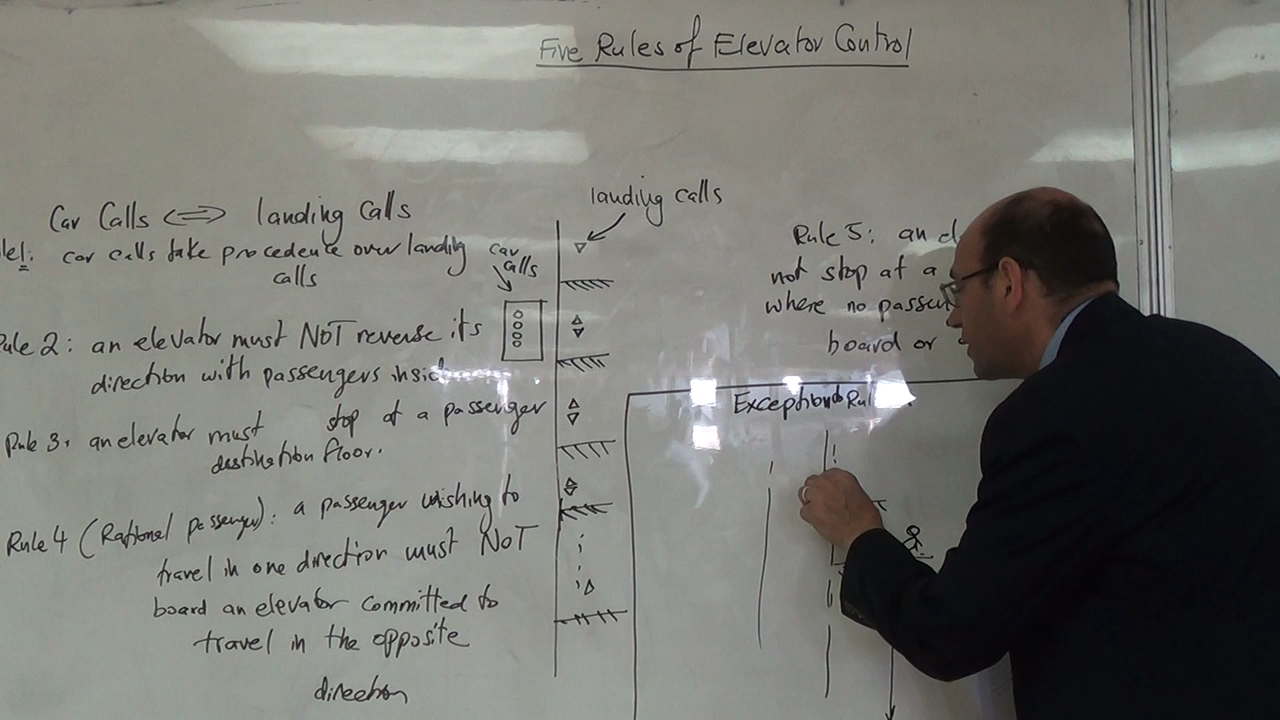 Five Rules of Elevator Control
Car Calls ⇔ landing Calls
landing calls
car
calls
Rule1: car calls take procedence over landing
calls
Rule 2: an elevator must NOT reverse its
direction with passengers inside
Rule 3: an elevator must stop at a passenger
destination floor.
Rule 4 (Rational passenger): a passenger wishing to
travel in one direction must NOT
board an elevator committed to
travel in the opposite
direction
Rule 5: an el
not stop at a
where no passen
board or
Exception to Rul